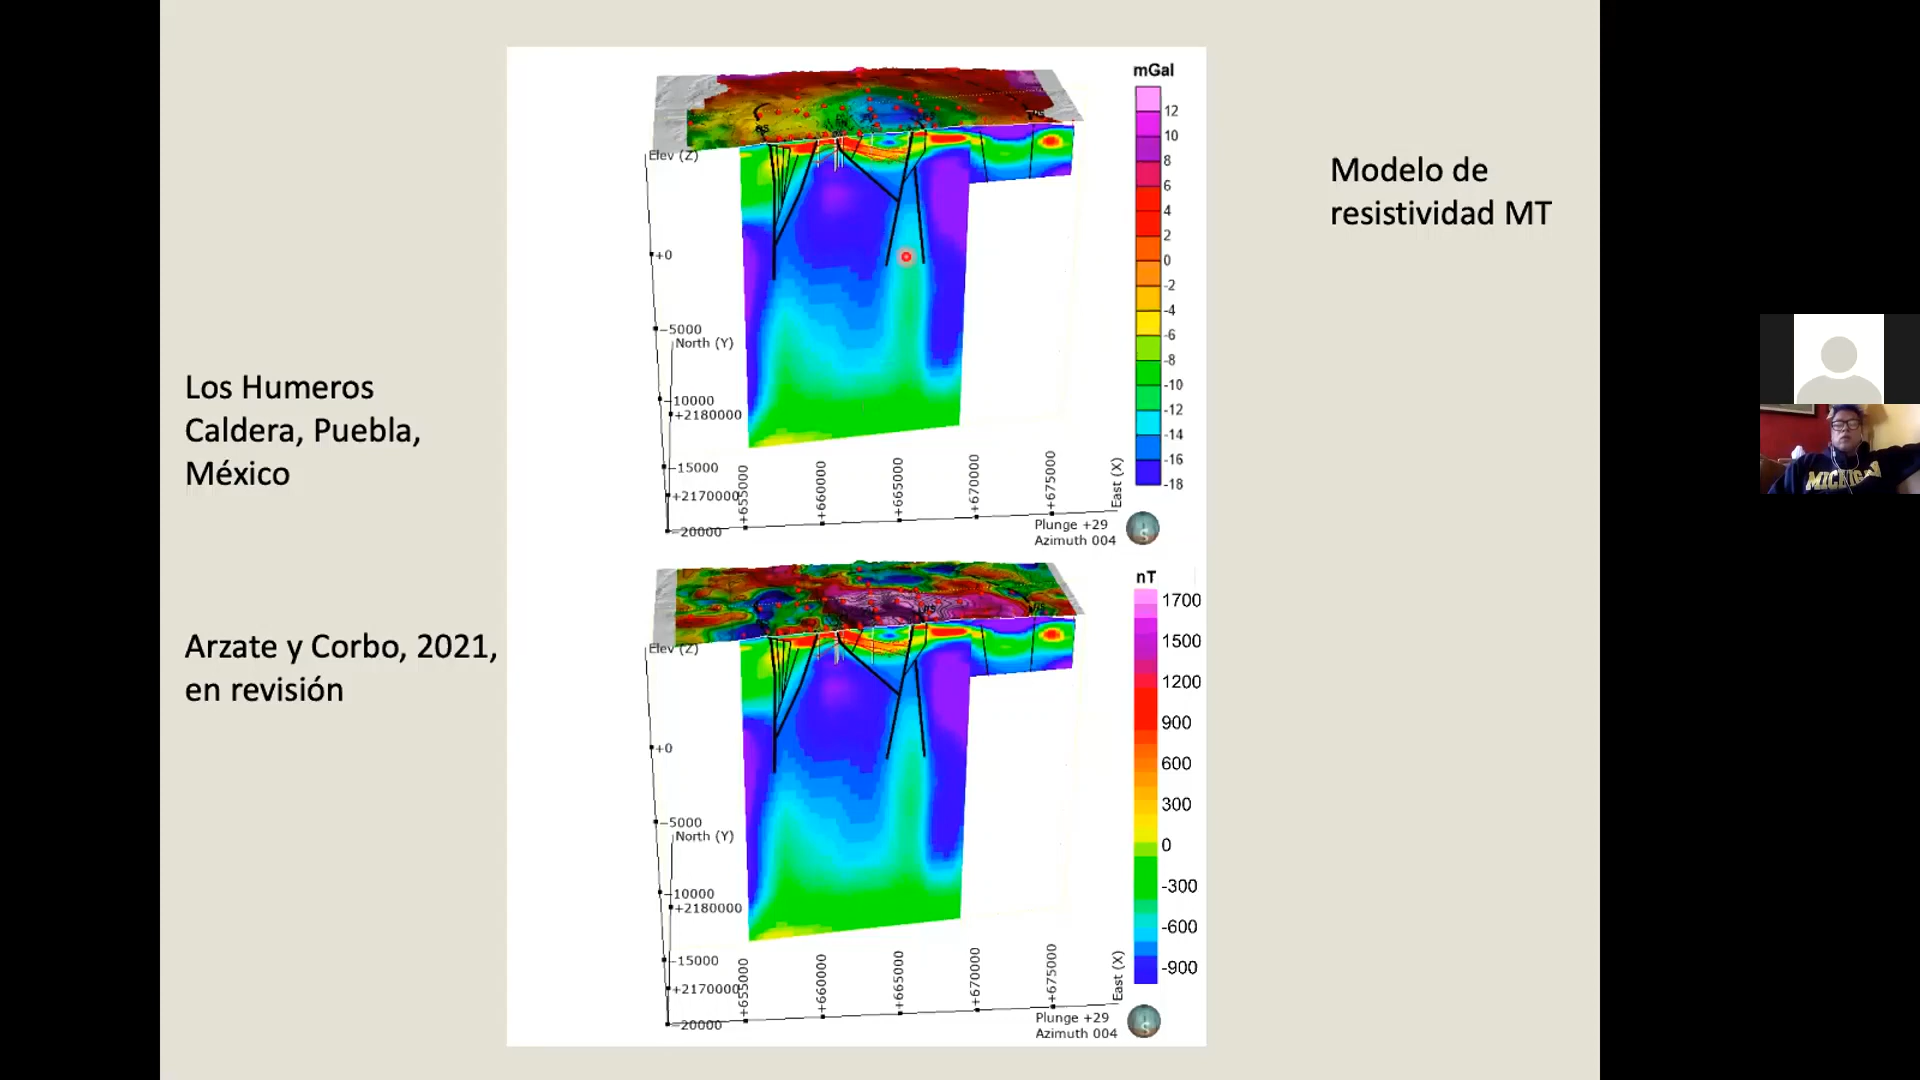 mGal
12
10
8
6
4
2
0
-2
-4
-6
-8
-10
-12
-14
-16
-18
Elev (Z)
+0
-5000
North (Y)
-10000
+2180000
-15000
+2170000
-20000
+655000
+660000
+665000
+670000
+675000
East (X)
Plunge +29
Azimuth 004
Modelo de
resistividad MT
Los Humeros
Caldera, Puebla,
México
Arzate y Corbo, 2021,
en revisión
nT
1700
1500
1200
900
600
300
0
-300
-600
-900
Elev (Z)
+0
-5000
North (Y)
-10000
+2180000
-15000
+2170000
-20000
+655000
+660000
+665000
+670000
+675000
East (X)
Plunge +29
Azimuth 004
MICHIGAN